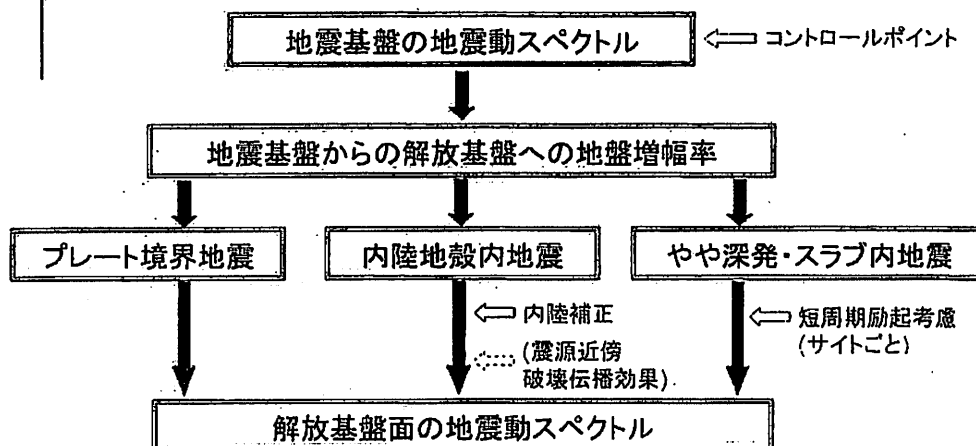 地震基盤の地震動スペクトル
コントロールポイント
地震基盤からの解放基盤への地盤増幅率
プレート境界地震
内陸地殻内地震
やや深発・スラブ内地震
内陸補正
(震源近傍
破壊伝播効果)
短周期励起考慮
(サイトごと)
解放基盤面の地震動スペクトル